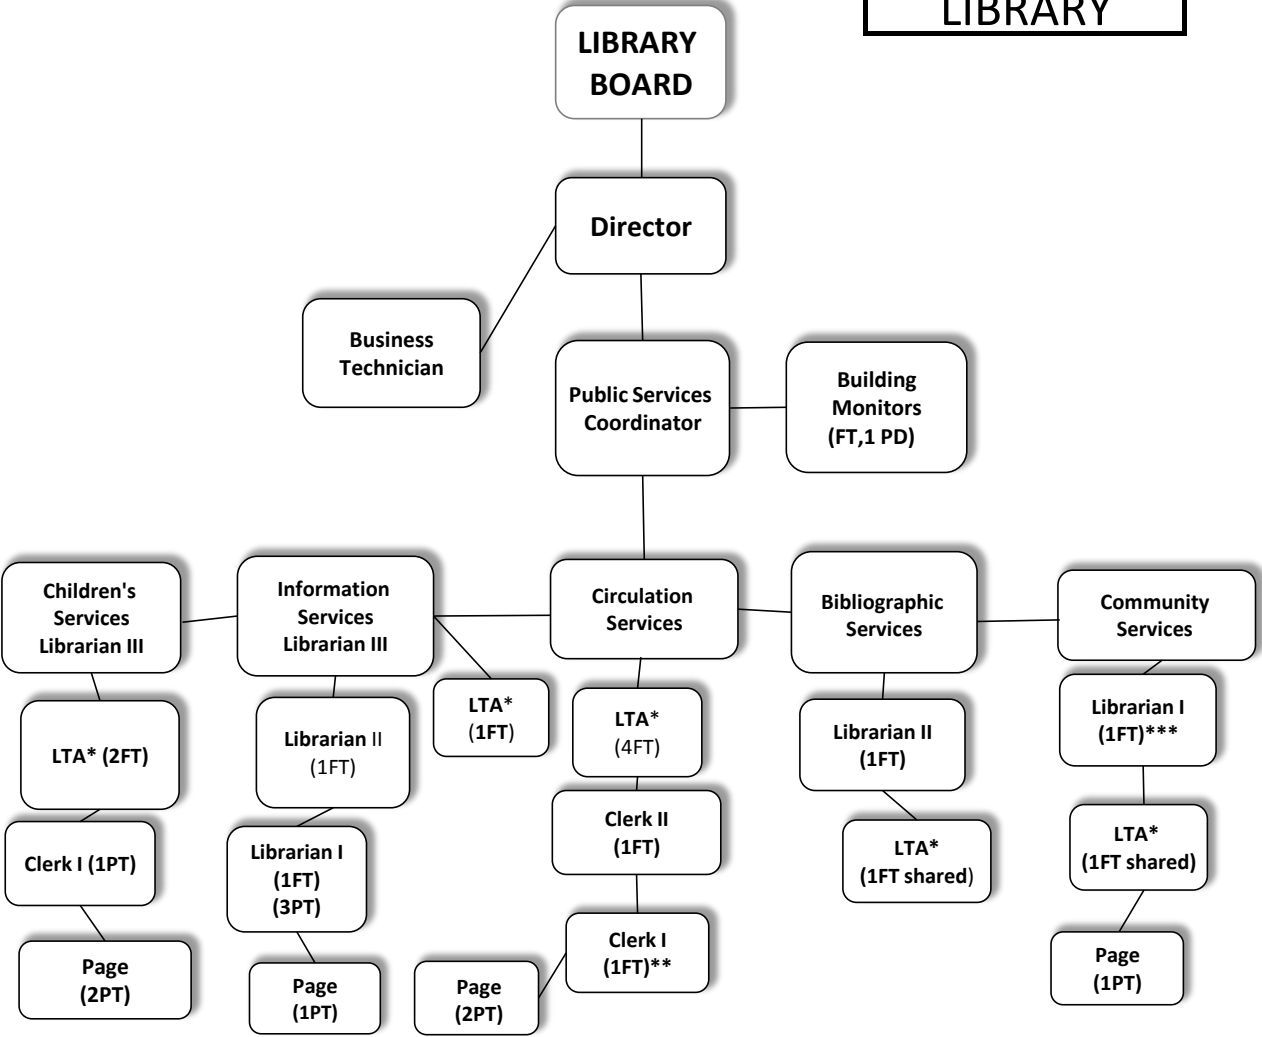 LIBRARY
LIBRARY
BOARD
Director
Business
Technician
Public Services
Coordinator
Building
Monitors
(FT,1 PD)
Children's
Services
Librarian III
Information
Services
Librarian III
Circulation
Services
Bibliographic
Services
Community
Services
LTA* (2FT)
Clerk I (1PT)
Page
(2PT)
Librarian II
(1FT)
Librarian I
(1FT)
(3PT)
Page
(1PT)
LTA*
(1FT)
LTA*
(4FT)
Clerk II
(1FT)
Clerk I
(1FT)**
Page
(2PT)
Librarian II
(1FT)
LTA*
(1FT shared)
Librarian I
(1FT)***
LTA*
(1FT shared)
Page
(1PT)